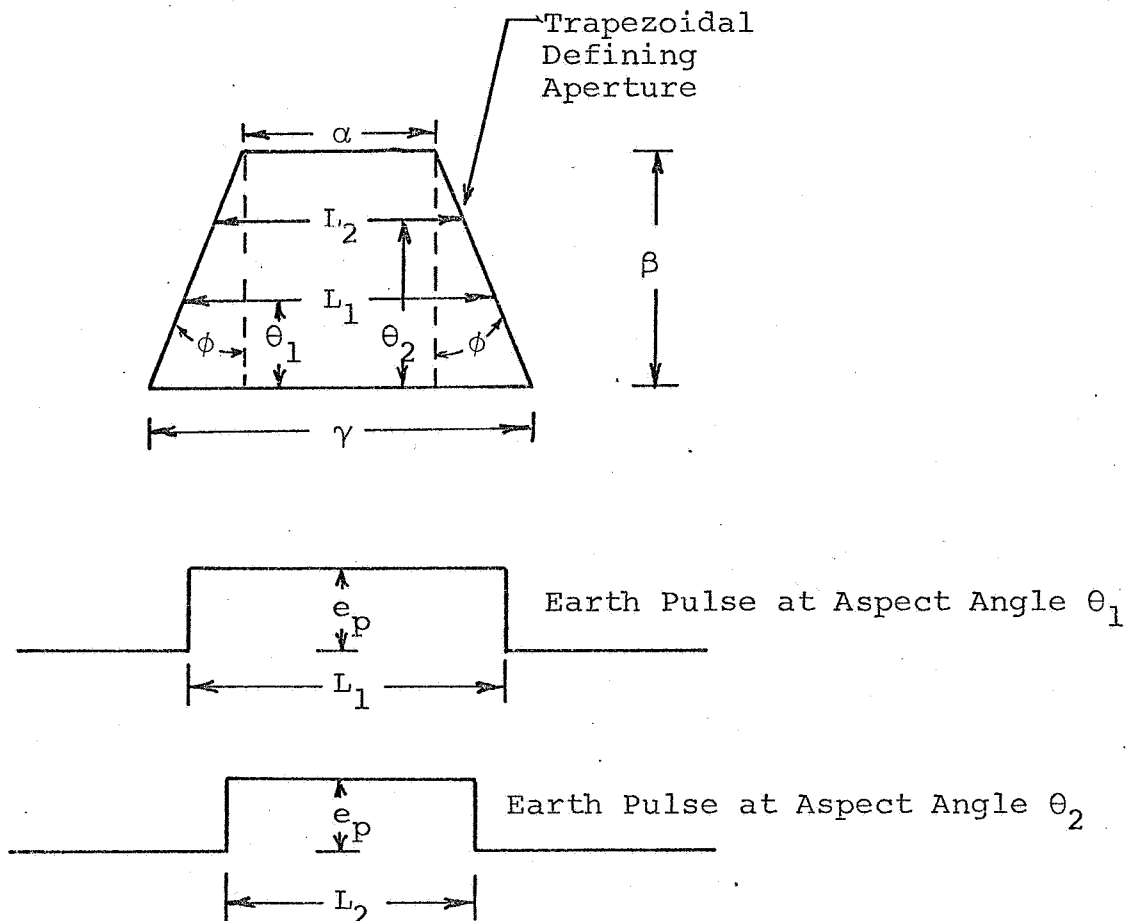 Trapezoidal
Defining
Aperture
α
L2
β
L1
θ1
θ2
ϕ
ϕ
γ
ep
Earth Pulse at Aspect Angle θ1
L1
ep
Earth Pulse at Aspect Angle θ2
L2